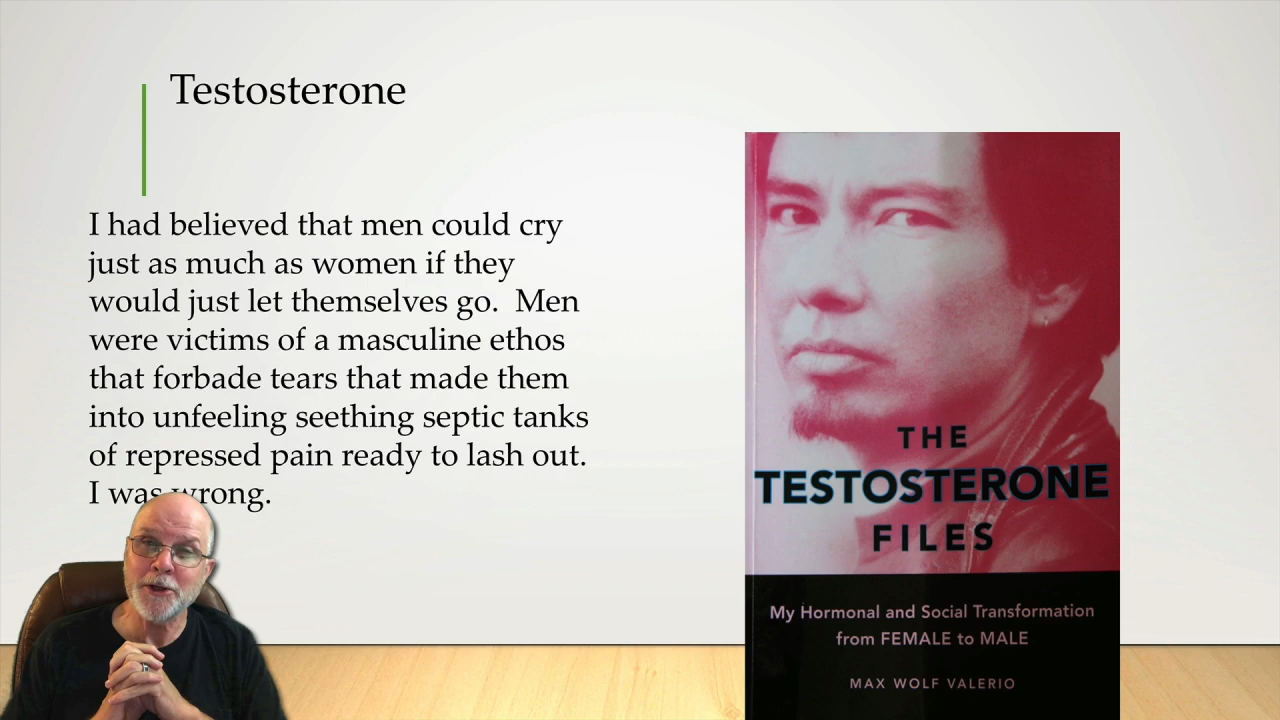 Testosterone
I had believed that men could cry
just as much as women if they
would just let themselves go.  Men
were victims of a masculine ethos
that forbade tears that made them
into unfeeling seething septic tanks
of repressed pain ready to lash out.
I was wrong.
THE
TESTOSTERONE
FILES
My Hormonal and Social Transformation
from FEMALE to MALE
MAX WOLF VALERIO